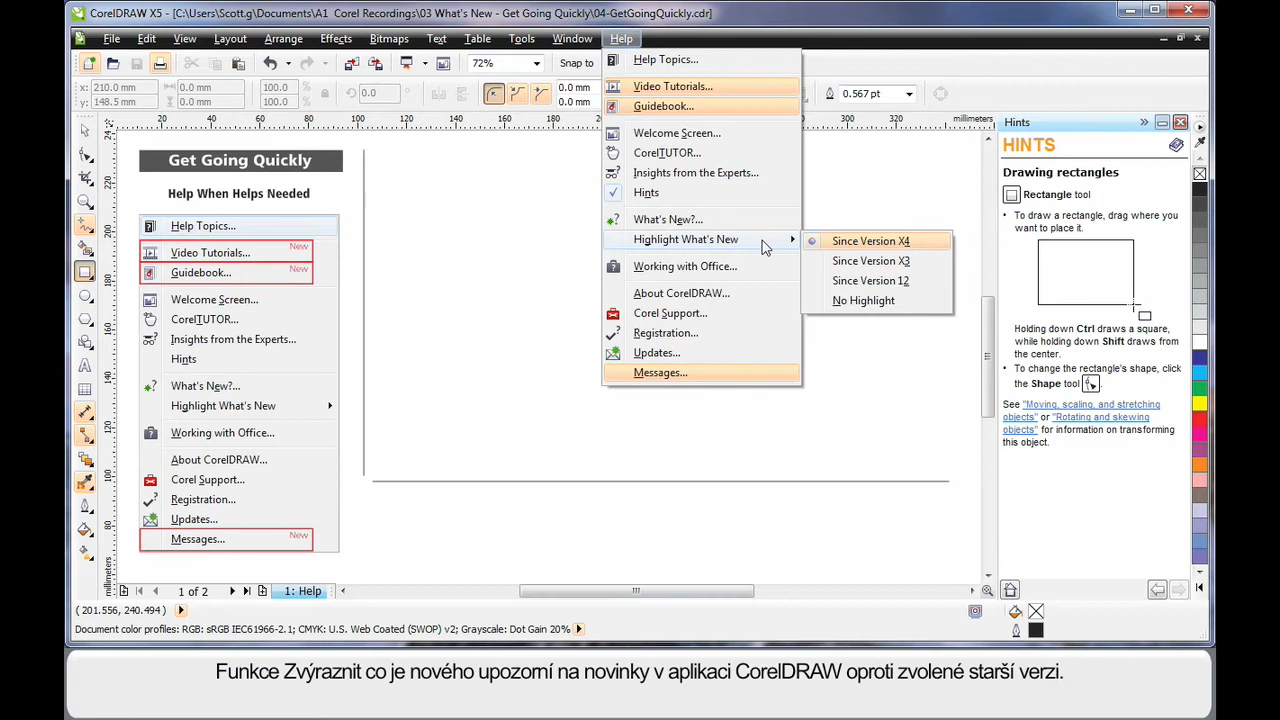 CorelDRAW X5 - [C:\Users\Scott.g\Documents\A1 Corel Recordings\03 What's New - Get Going Quickly\04-GetGoingQuickly.cdr]
File Edit View Layout Arrange Effects Bitmaps Text Table Tools Window Help
72% Snap to
x: 210.0 mm 0.0 mm 100.0 0.0 0.0 mm 0.567 pt
y: 148.5 mm 0.0 mm 100.0 0.0 mm
120 100 80 60 40 20 0 300 320 340 millimeters
Get Going Quickly
Help When Helps Needed
Help Topics...
Video Tutorials... New
Guidebook... New
Welcome Screen...
CorelTUTOR...
Insights from the Experts...
Hints
What's New?...
Highlight What's New
Working with Office...
About CorelDRAW...
Corel Support...
Registration...
Updates...
Messages... New
Help Topics...
Video Tutorials...
Guidebook...
Welcome Screen...
CorelTUTOR...
Insights from the Experts...
Hints
What's New?...
Highlight What's New
Working with Office...
About CorelDRAW...
Corel Support...
Registration...
Updates...
Messages...
Since Version X4
Since Version X3
Since Version 12
No Highlight
Hints
HINTS
Drawing rectangles
Rectangle tool
• To draw a rectangle, drag where you
want to place it.
Holding down Ctrl draws a square,
while holding down Shift draws from
the center.
• To change the rectangle's shape, click
the Shape tool
See "Moving, scaling, and stretching
objects" or "Rotating and skewing
objects" for information on transforming
this object.
1 of 2 1: Help
( 201.556, 240.494 )
Document color profiles: RGB: sRGB IEC61966-2.1; CMYK: U.S. Web Coated (SWOP) v2; Grayscale: Dot Gain 20%
Funkce Zvýraznit co je nového upozorní na novinky v aplikaci CorelDRAW oproti zvolené starší verzi.